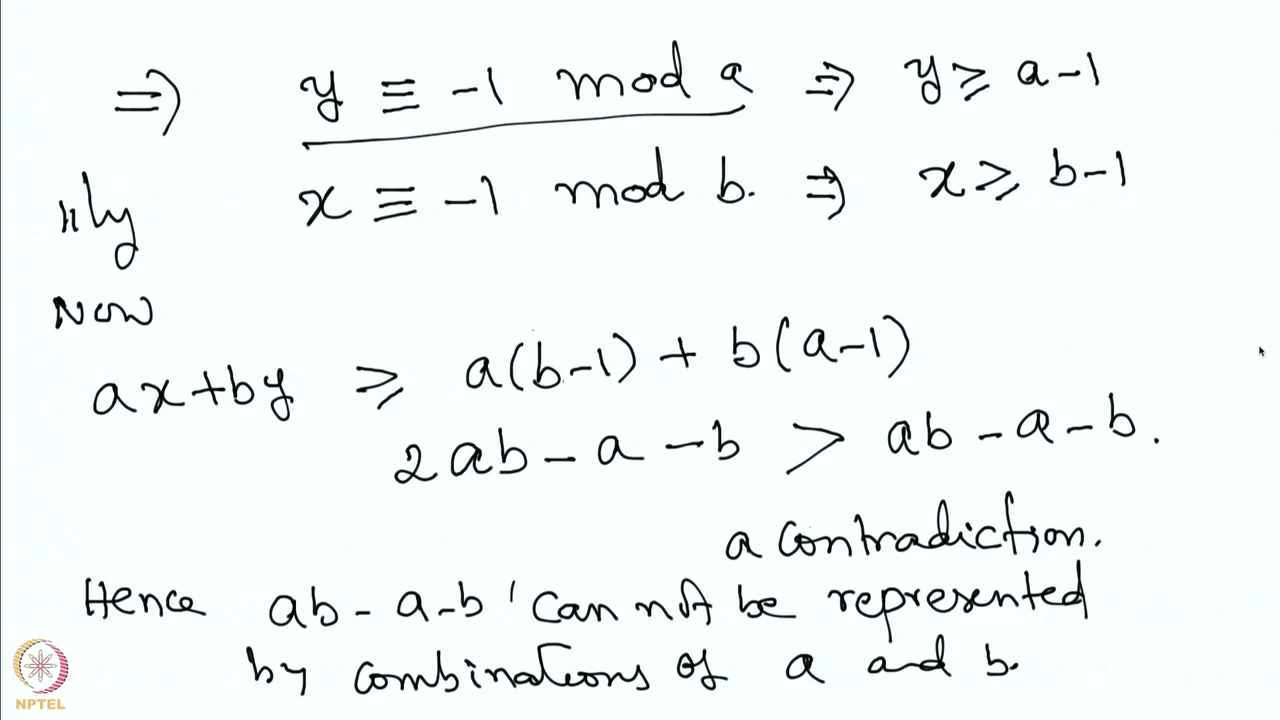 ⇒ y ≡ -1 mod a ⇒ y ≥ a-1
llly x ≡ -1 mod b. ⇒ x ≥ b-1
Now
ax+by ≥ a(b-1) + b(a-1)
2ab - a - b > ab - a - b.
a contradiction.
Hence ab - a - b ' can not be represented
by combinations of a and b.
NPTEL